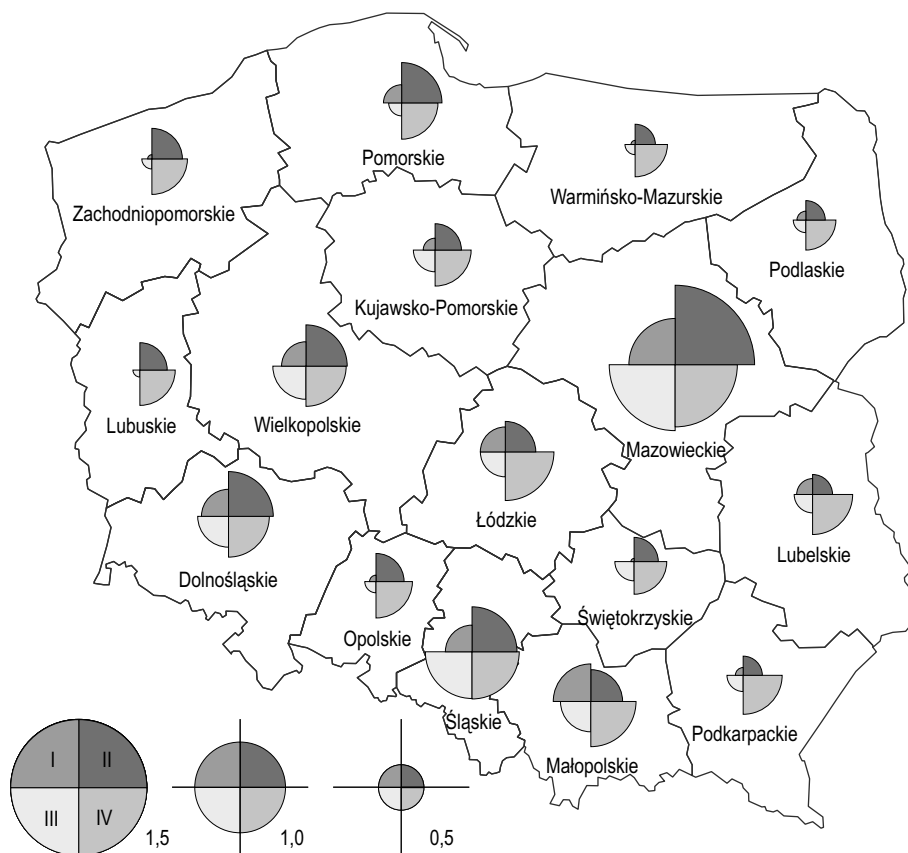 Pomorskie
Zachodniopomorskie
Warmińsko-Mazurskie
Podlaskie
Kujawsko-Pomorskie
Lubuskie
Wielkopolskie
Mazowieckie
Łódzkie
Lubelskie
Dolnośląskie
Opolskie
Świętokrzyskie
Śląskie
Podkarpackie
Małopolskie
I II
III IV
1,5 1,0 0,5